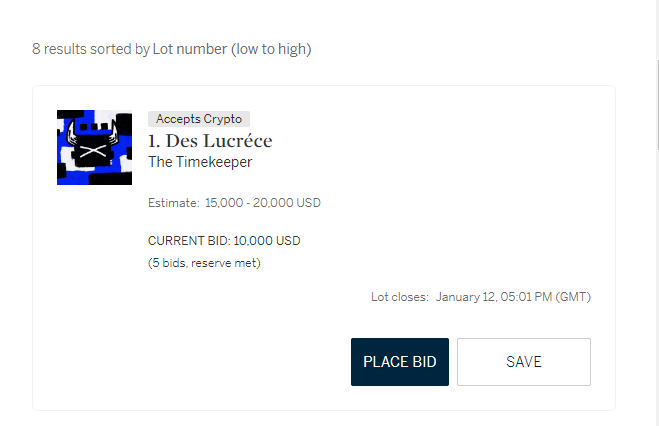 8 results sorted by Lot number (low to high)
Accepts Crypto
1. Des Lucréce
The Timekeeper
Estimate: 15,000 - 20,000 USD
CURRENT BID: 10,000 USD
(5 bids, reserve met)
Lot closes: January 12, 05:01 PM (GMT)
PLACE BID
SAVE